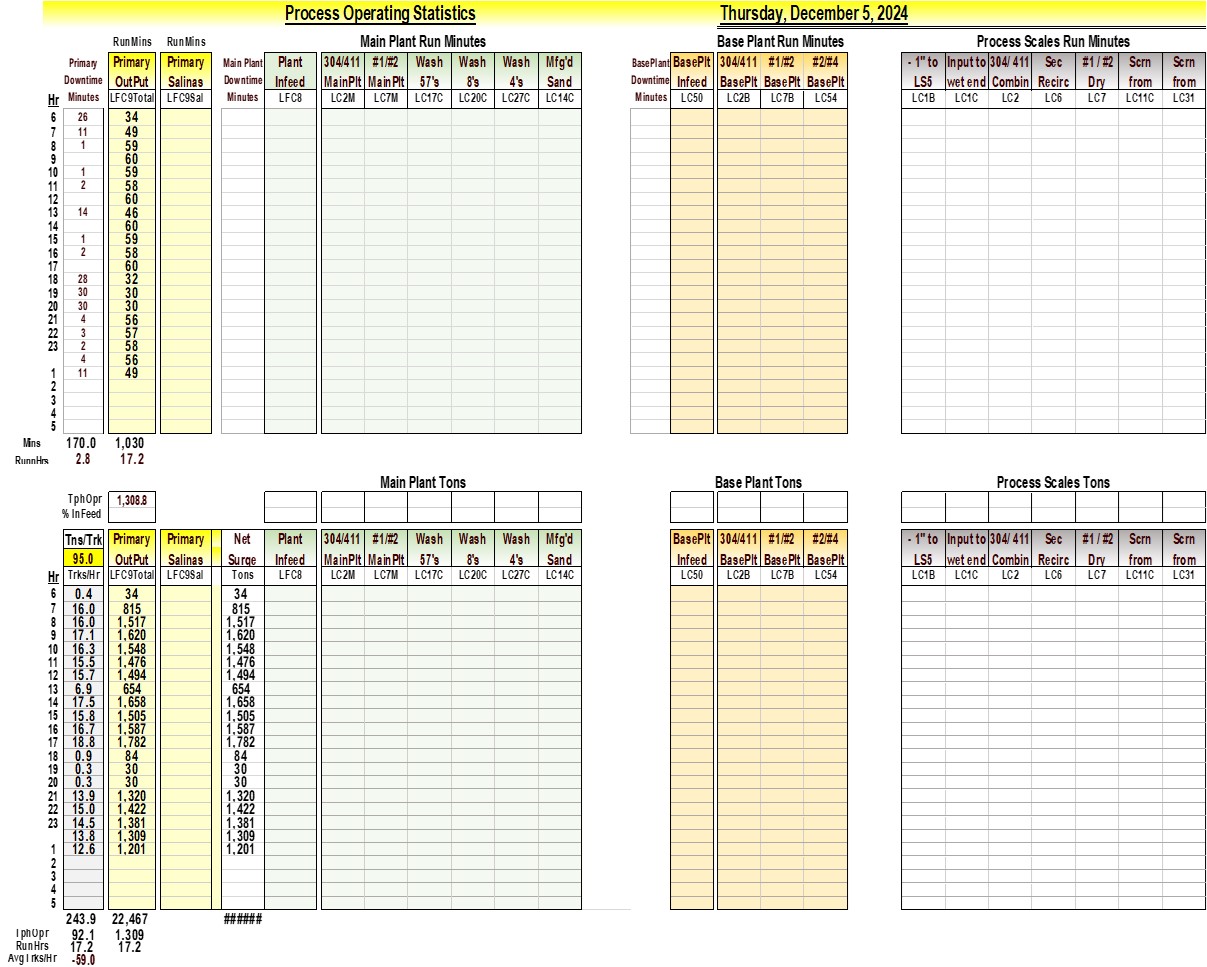 Process Operating Statistics Thursday, December 5, 2024
RunMins RunMins Main Plant Run Minutes Base Plant Run Minutes Process Scales Run Minutes
Primary Primary Primary Main Plant Plant 304/411 #1/#2 Wash Wash Wash Mfg'd BasePlant BasePlt 304/411 #1/#2 #2/#4 - 1" to Input to 304/ 411 Sec #1 / #2 Scrn Scrn
Downtime OutPut Salinas Downtime Infeed MainPlt MainPlt 57's 8's 4's Sand Downtime Infeed BasePlt BasePlt BasePlt LS5 wet end Combin Recirc Dry from from
Hr Minutes LFC9Total LFC9Sal Minutes LFC8 LC2M LC7M LC17C LC20C LC27C LC14C Minutes LC50 LC2B LC7B LC54 LC1B LC1C LC2 LC6 LC7 LC11C LC31
6 26 34
7 11 49
8 1 59
9 60
10 1 59
11 2 58
12 60
13 14 46
14 60
15 1 59
16 2 58
17 60
18 28 32
19 30 30
20 30 30
21 4 56
22 3 57
23 2 58
4 56
1 11 49
2
3
4
5
Mins 170.0 1,030
RunnHrs 2.8 17.2
Main Plant Tons Base Plant Tons Process Scales Tons
TphOpr 1,308.8
% InFeed
Tns/Trk Primary Primary Net Plant 304/411 #1/#2 Wash Wash Wash Mfg'd BasePlt 304/411 #1/#2 #2/#4 - 1" to Input to 304/ 411 Sec #1 / #2 Scrn Scrn
95.0 OutPut Salinas Surge Infeed MainPlt MainPlt 57's 8's 4's Sand Infeed BasePlt BasePlt BasePlt LS5 wet end Combin Recirc Dry from from
Hr Trks/Hr LFC9Total LFC9Sal Tons LFC8 LC2M LC7M LC17C LC20C LC27C LC14C LC50 LC2B LC7B LC54 LC1B LC1C LC2 LC6 LC7 LC11C LC31
6 0.4 34 34
7 16.0 815 815
8 16.0 1,517 1,517
9 17.1 1,620 1,620
10 16.3 1,548 1,548
11 15.5 1,476 1,476
12 15.7 1,494 1,494
13 6.9 654 654
14 17.5 1,658 1,658
15 15.8 1,505 1,505
16 16.7 1,587 1,587
17 18.8 1,782 1,782
18 0.9 84 84
19 0.3 30 30
20 0.3 30 30
21 13.9 1,320 1,320
22 15.0 1,422 1,422
23 14.5 1,381 1,381
13.8 1,309 1,309
1 12.6 1,201 1,201
2
3
4
5
243.9 22,467 ######
TphOpr 92.1 1.309
RunHrs 17.2 17.2
AvgTrks/Hr -59.0